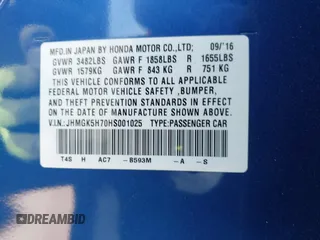 MFD. IN JAPAN BY HONDA MOTOR CO.,LTD; 09/'16
GVWR 3482LBS GAWR F 1858LBS R 1655LBS
GVWR 1579KG GAWR F 843 KG R 751 KG
THIS VEHICLE CONFORMS TO ALL APPLICABLE
FEDERAL MOTOR VEHICLE SAFETY ,BUMPER,
AND THEFT PREVENTION STANDARDS IN EFFECT ON
THE DATE OF MANUFACTURE SHOWN ABOVE.
V.I.N:JHMGK5H70HS001025 TYPE:PASSENGER CAR
T4S H AC7 -B593M -A -S
DREAMBID